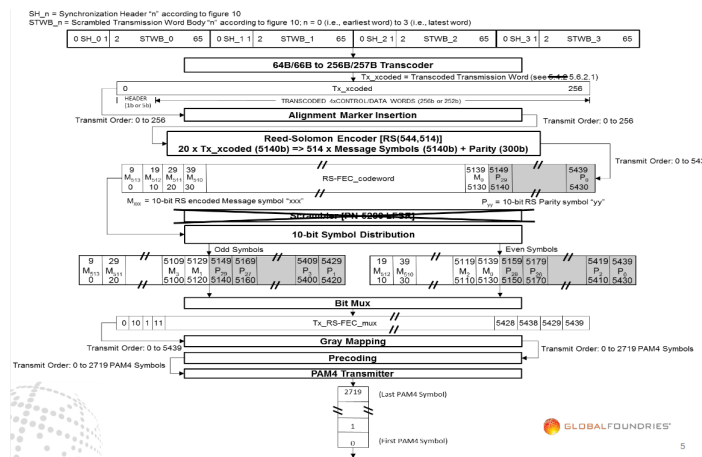 SH_n = Synchronization Header "n" according to figure 10
STWB_n = Scrambled Transmission Word Body "n" according to figure 10; n = 0 (i.e., earliest word) to 3 (i.e., latest word)
0 SH_0 1 2 STWB_0 65 0 SH_1 1 2 STWB_1 65 0 SH_2 1 2 STWB_2 65 0 SH_3 1 2 STWB_3 65
64B/66B to 256B/257B Transcoder
Tx_xcoded = Transcoded Transmission Word (see 5.4.2 5.6.2.1)
0 Tx_xcoded 256
HEADER
[1b or 5b]
TRANSCODED 4xCONTROL/DATA WORDS (256b or 252b)
Transmit Order: 0 to 256
Alignment Marker Insertion
Transmit Order: 0 to 256
Reed-Solomon Encoder [RS(544,514)]
20 x Tx_xcoded (5140b) => 514 x Message Symbols (5140b) + Parity (300b)
Transmit Order: 0 to 543
9 19 29 39 5139 5149 5439
M513 M512 M511 M510 RS-FEC_codeword M0 P29 P0
0 10 20 30 5130 5140 5430
Mxxx = 10-bit RS encoded Message symbol "xxx"
Pyy = 10-bit RS Parity symbol "yy"
Scrambler [PN-5280 LFSR]
10-bit Symbol Distribution
Odd Symbols
Even Symbols
9 29 5109 5129 5149 5169 5409 5429
M513 M511 M3 M1 P29 P27 P3 P1
0 20 5100 5120 5140 5160 5400 5420
19 39 5119 5139 5159 5179 5419 5439
M512 M510 M2 M0 P28 P26 P2 P0
10 30 5110 5130 5150 5170 5410 5430
Bit Mux
0 10 1 11 Tx_RS-FEC_mux 5428 5438 5429 5439
Transmit Order: 0 to 5439
Gray Mapping
Transmit Order: 0 to 2719 PAM4 Symbols
Precoding
Transmit Order: 0 to 2719 PAM4 Symbols
PAM4 Transmitter
2719 (Last PAM4 Symbol)
1
0 (First PAM4 Symbol)
GLOBALFOUNDRIES
5